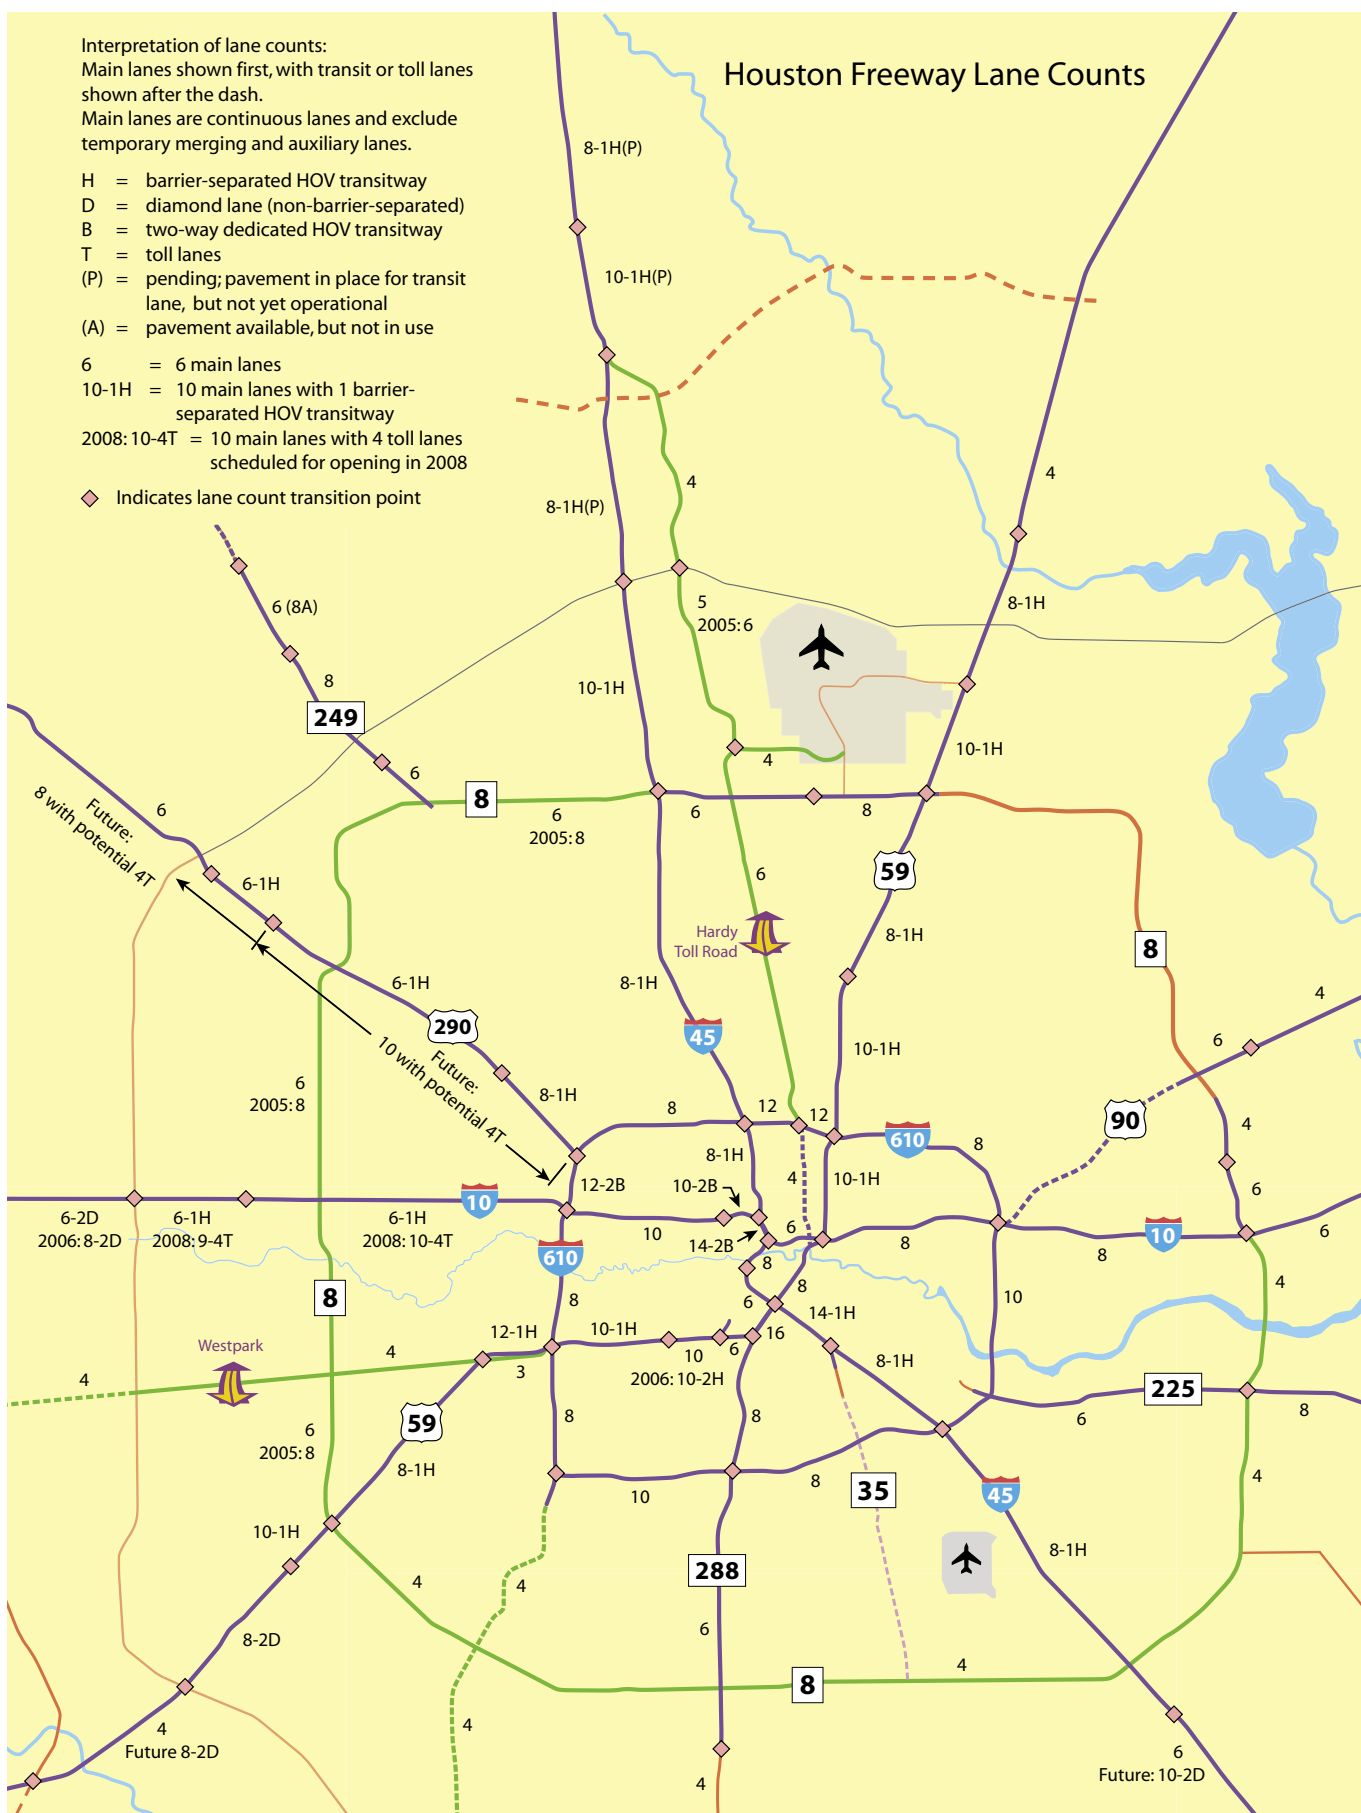 Houston Freeway Lane Counts
Interpretation of lane counts:
Main lanes shown first, with transit or toll lanes
shown after the dash.
Main lanes are continuous lanes and exclude
temporary merging and auxiliary lanes.
H = barrier-separated HOV transitway
D = diamond lane (non-barrier-separated)
B = two-way dedicated HOV transitway
T = toll lanes
(P) = pending; pavement in place for transit
lane, but not yet operational
(A) = pavement available, but not in use
6 = 6 main lanes
10-1H = 10 main lanes with 1 barrier-
separated HOV transitway
2008: 10-4T = 10 main lanes with 4 toll lanes
scheduled for opening in 2008
Indicates lane count transition point
8-1H(P)
10-1H(P)
4
4
8-1H(P)
6 (8A)
8-1H
5
2005: 6
8
10-1H
249
10-1H
4
6
8
6
2005: 8
6
8
6
Future:
8 with potential 4T
59
6
6-1H
Hardy
Toll Road
8-1H
8
6-1H
8-1H
4
290
45
6
10-1H
Future:
10 with potential 4T
6
2005: 8
8-1H
8
12
12
90
4
610
8
8-1H
4
10-1H
12-2B
10-2B
6
10
6-2D
2006: 8-2D
6-1H
2008: 9-4T
6-1H
2008: 10-4T
10
14-2B
6
8
8
10
6
610
8
8
4
8
10
8
6
14-1H
12-1H
10-1H
16
6
Westpark
4
3
10
2006: 10-2H
8-1H
4
225
8
6
59
8
8
6
2005: 8
8-1H
10
8
35
45
4
10-1H
8-1H
288
4
4
6
8-2D
4
8
4
4
Future 8-2D
6
Future: 10-2D
4